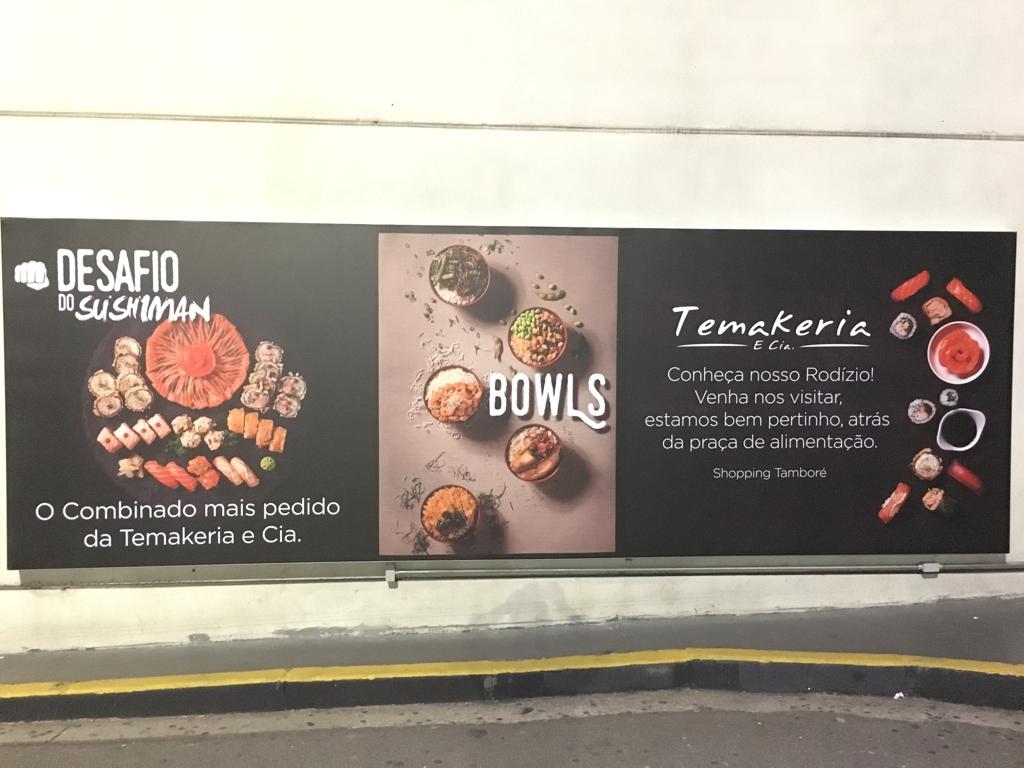 DESAFIO
DO SUSHIMAN
O Combinado mais pedido
da Temakeria e Cia.
BOWLS
Temakeria
E Cia.
Conheça nosso Rodízio!
Venha nos visitar,
estamos bem pertinho, atrás
da praça de alimentação.
Shopping Tamboré